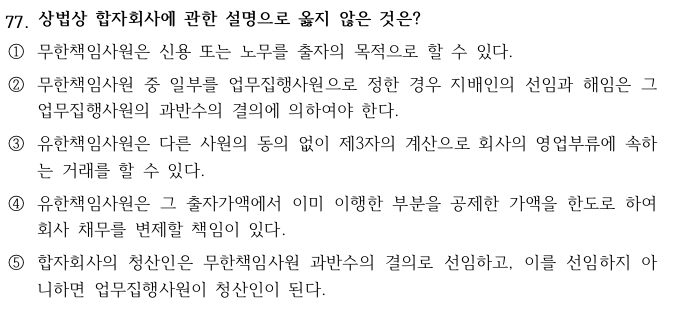 77. 상법상 합자회사에 관한 설명으로 옳지 않은 것은?
① 무한책임사원은 신용 또는 노무를 출자의 목적으로 할 수 있다.
② 무한책임사원 중 일부를 업무집행사원으로 정한 경우 지배인의 선임과 해임은 그
업무집행사원의 과반수의 결의에 의하여야 한다.
③ 유한책임사원은 다른 사원의 동의 없이 제3자의 계산으로 회사의 영업부류에 속하
는 거래를 할 수 있다.
④ 유한책임사원은 그 출자가액에서 이미 이행한 부분을 공제한 가액을 한도로 하여
회사 채무를 변제할 책임이 있다.
⑤ 합자회사의 청산인은 무한책임사원 과반수의 결의로 선임하고, 이를 선임하지 아
니하면 업무집행사원이 청산인이 된다.